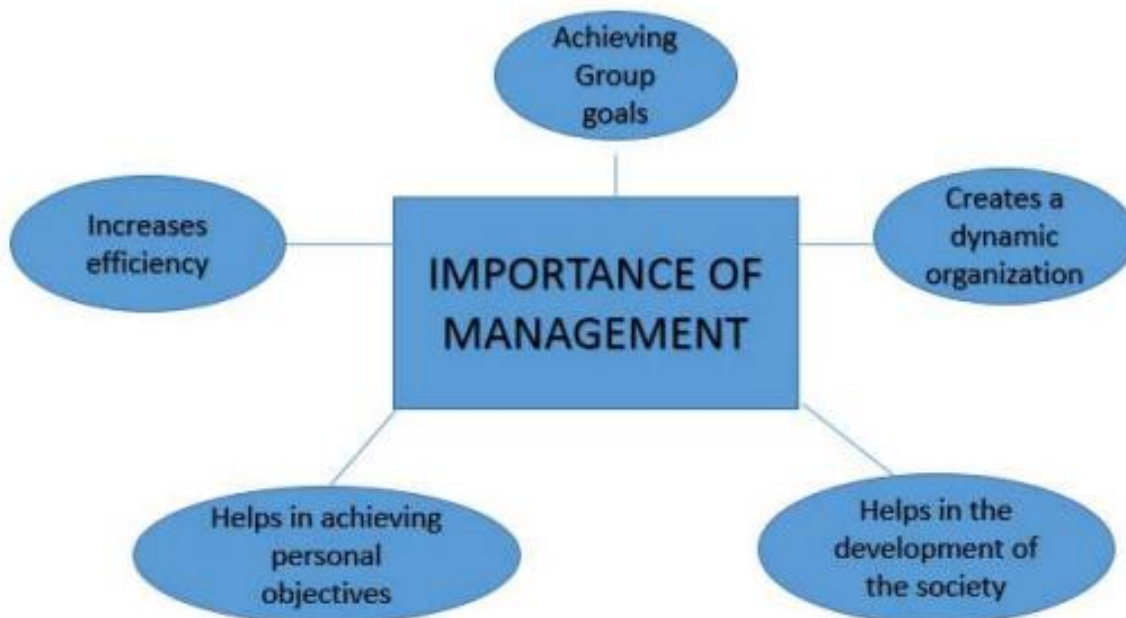 Achieving
Group
goals
Increases
efficiency
Creates a
dynamic
organization
IMPORTANCE OF
MANAGEMENT
Helps in achieving
personal
objectives
Helps in the
development of
the society